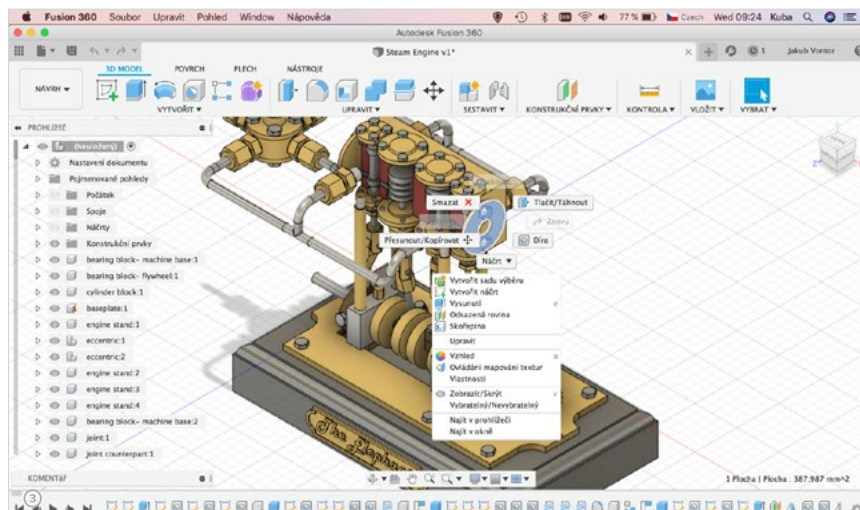 Fusion 360 Soubor Upravit Pohled Window Nápověda 77 % Czech Wed 09:24 Kuba
Autodesk Fusion 360
Steam Engine v1* 1 Jakub Vontor
3D MODEL POVRCH PLECH NÁSTROJE
NÁVRH
VYTVOŘIT UPRAVIT SESTAVIT KONSTRUKČNÍ PRVKY KONTROLA VLOŽIT VYBRAT
PROHLÍŽEČ
(Neuložený)
Nastavení dokumentu
Pojmenované pohledy
Počátek
Spoje
Náčrty
Konstrukční prvky
bearing block- machine base:1
bearing block- flywheel:1
cylinder block:1
baseplate:1
engine stand:1
eccentric:1
eccentric:2
engine stand:2
engine stand:3
engine stand:4
bearing block- machine base:2
joint:1
joint counterpart:1
Smazat
Tlačit/Táhnout
Znovu
Přesunout/Kopírovat
Díra
Náčrt
Vytvořit sadu výběru
Vytvořit náčrt
Vysunutí e
Odsazená rovina
Skořepina
Upravit
Vzhled a
Ovládání mapování textur
Vlastnosti
Zobrazit/Skrýt v
Vybratelný/Nevybratelný
Najít v prohlížeči
Najít v okně
The Elephant
KOMENTÁŘ
1 Plocha | Plocha : 387.987 mm^2
3